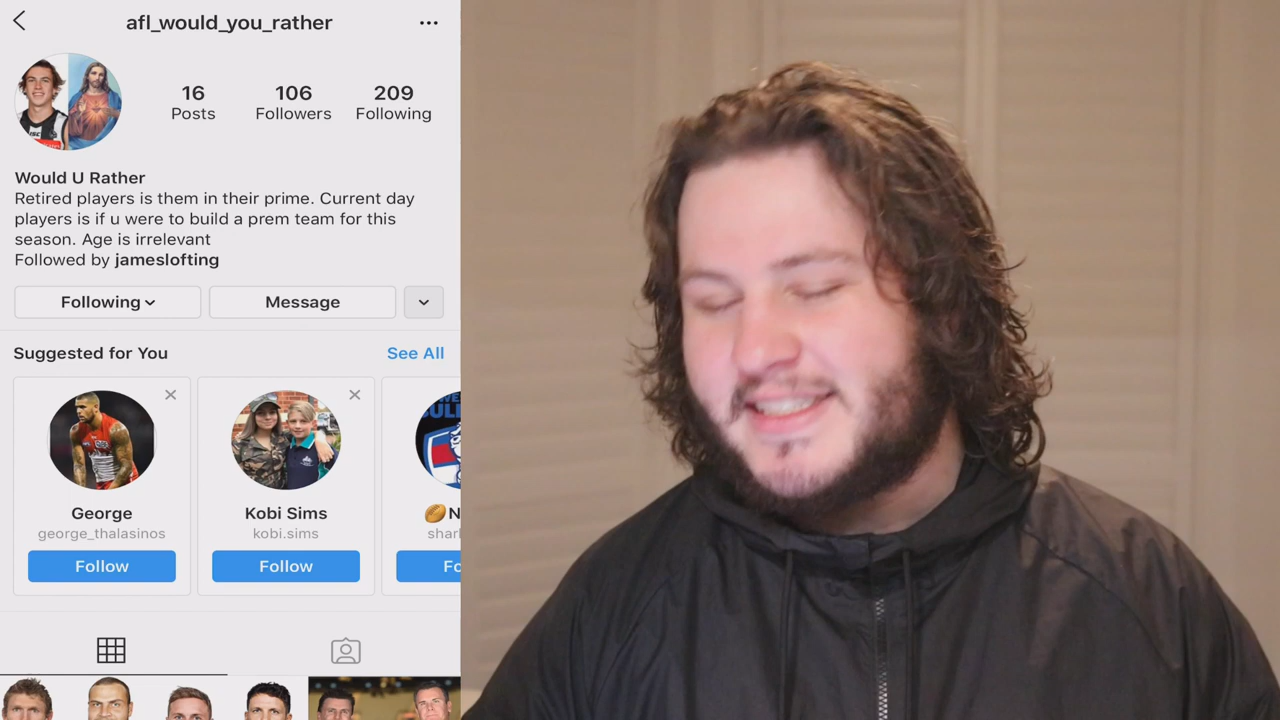 afl_would_you_rather
16
Posts
106
Followers
209
Following
Would U Rather
Retired players is them in their prime. Current day
players is if u were to build a prem team for this
season. Age is irrelevant
Followed by jameslofting
Following
Message
Suggested for You
See All
George
george_thalasinos
Follow
Kobi Sims
kobi.sims
Follow